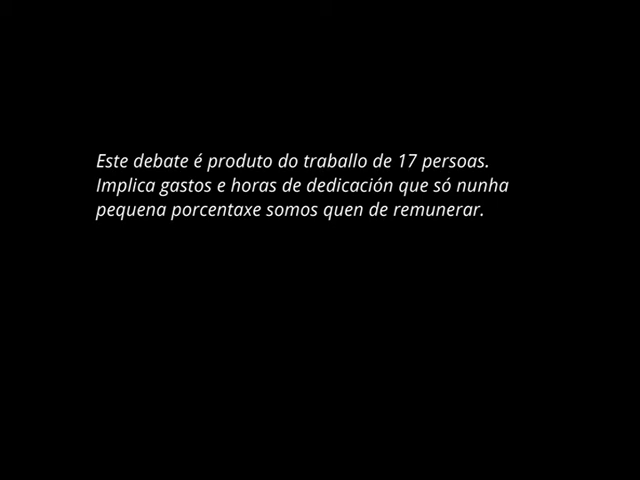 Este debate é produto do traballo de 17 persoas.
Implica gastos e horas de dedicación que só nunha
pequena porcentaxe somos quen de remunerar.